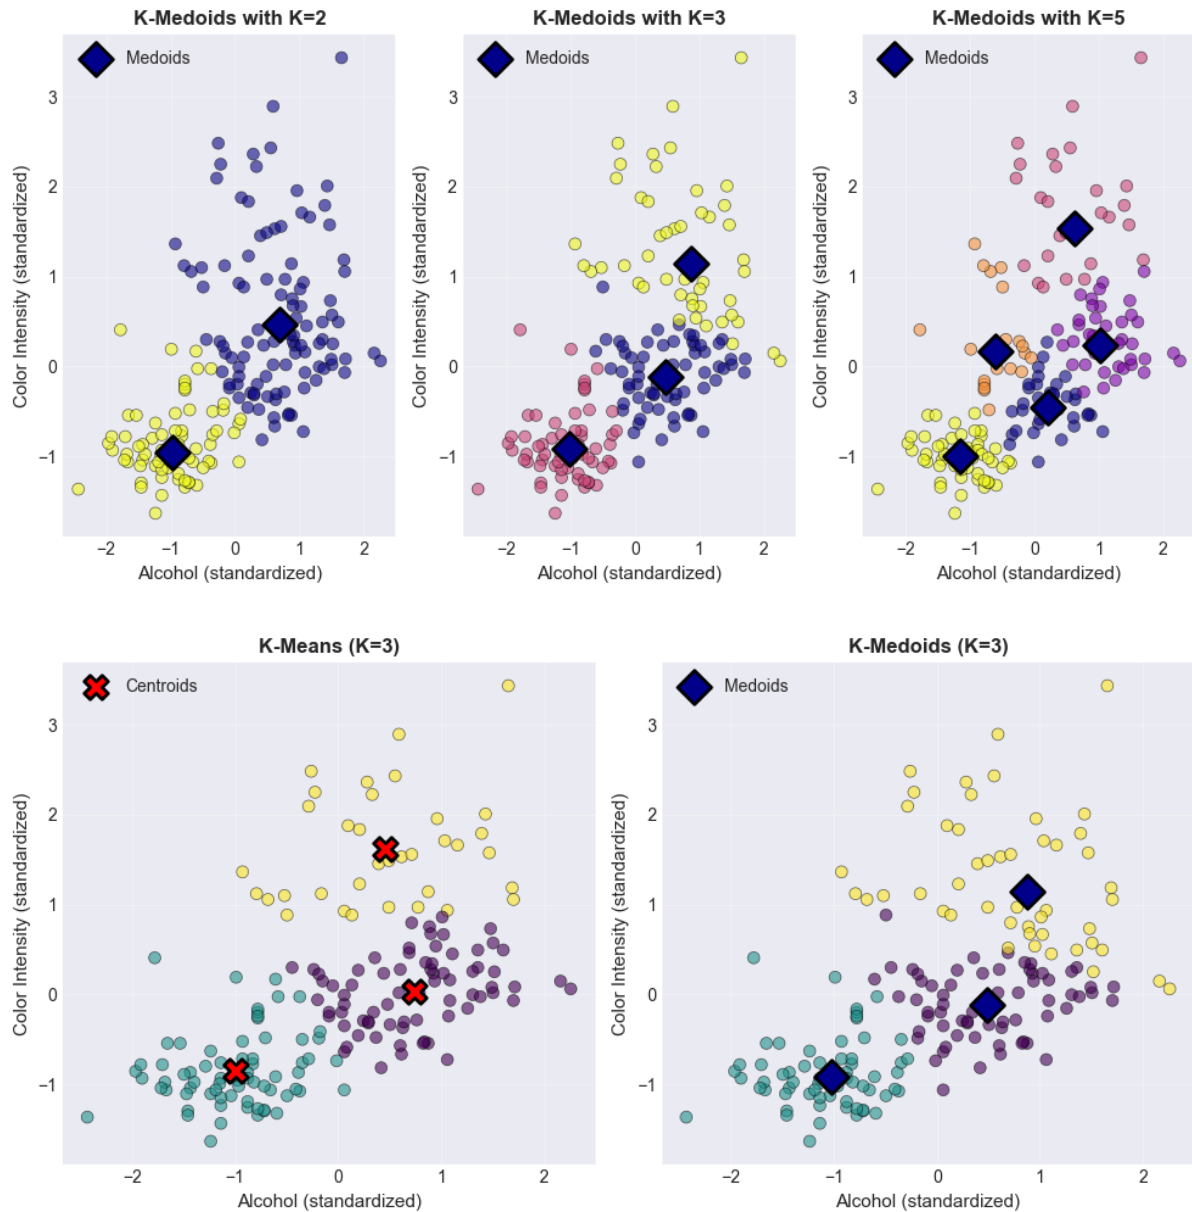 K-Medoids with K=2
Medoids
3
2
1
0
−1
Color Intensity (standardized)
−2 −1 0 1 2
Alcohol (standardized)
K-Medoids with K=3
Medoids
3
2
1
0
−1
Color Intensity (standardized)
−2 −1 0 1 2
Alcohol (standardized)
K-Medoids with K=5
Medoids
3
2
1
0
−1
Color Intensity (standardized)
−2 −1 0 1 2
Alcohol (standardized)
K-Means (K=3)
Centroids
3
2
1
0
−1
Color Intensity (standardized)
−2 −1 0 1 2
Alcohol (standardized)
K-Medoids (K=3)
Medoids
3
2
1
0
−1
Color Intensity (standardized)
−2 −1 0 1 2
Alcohol (standardized)